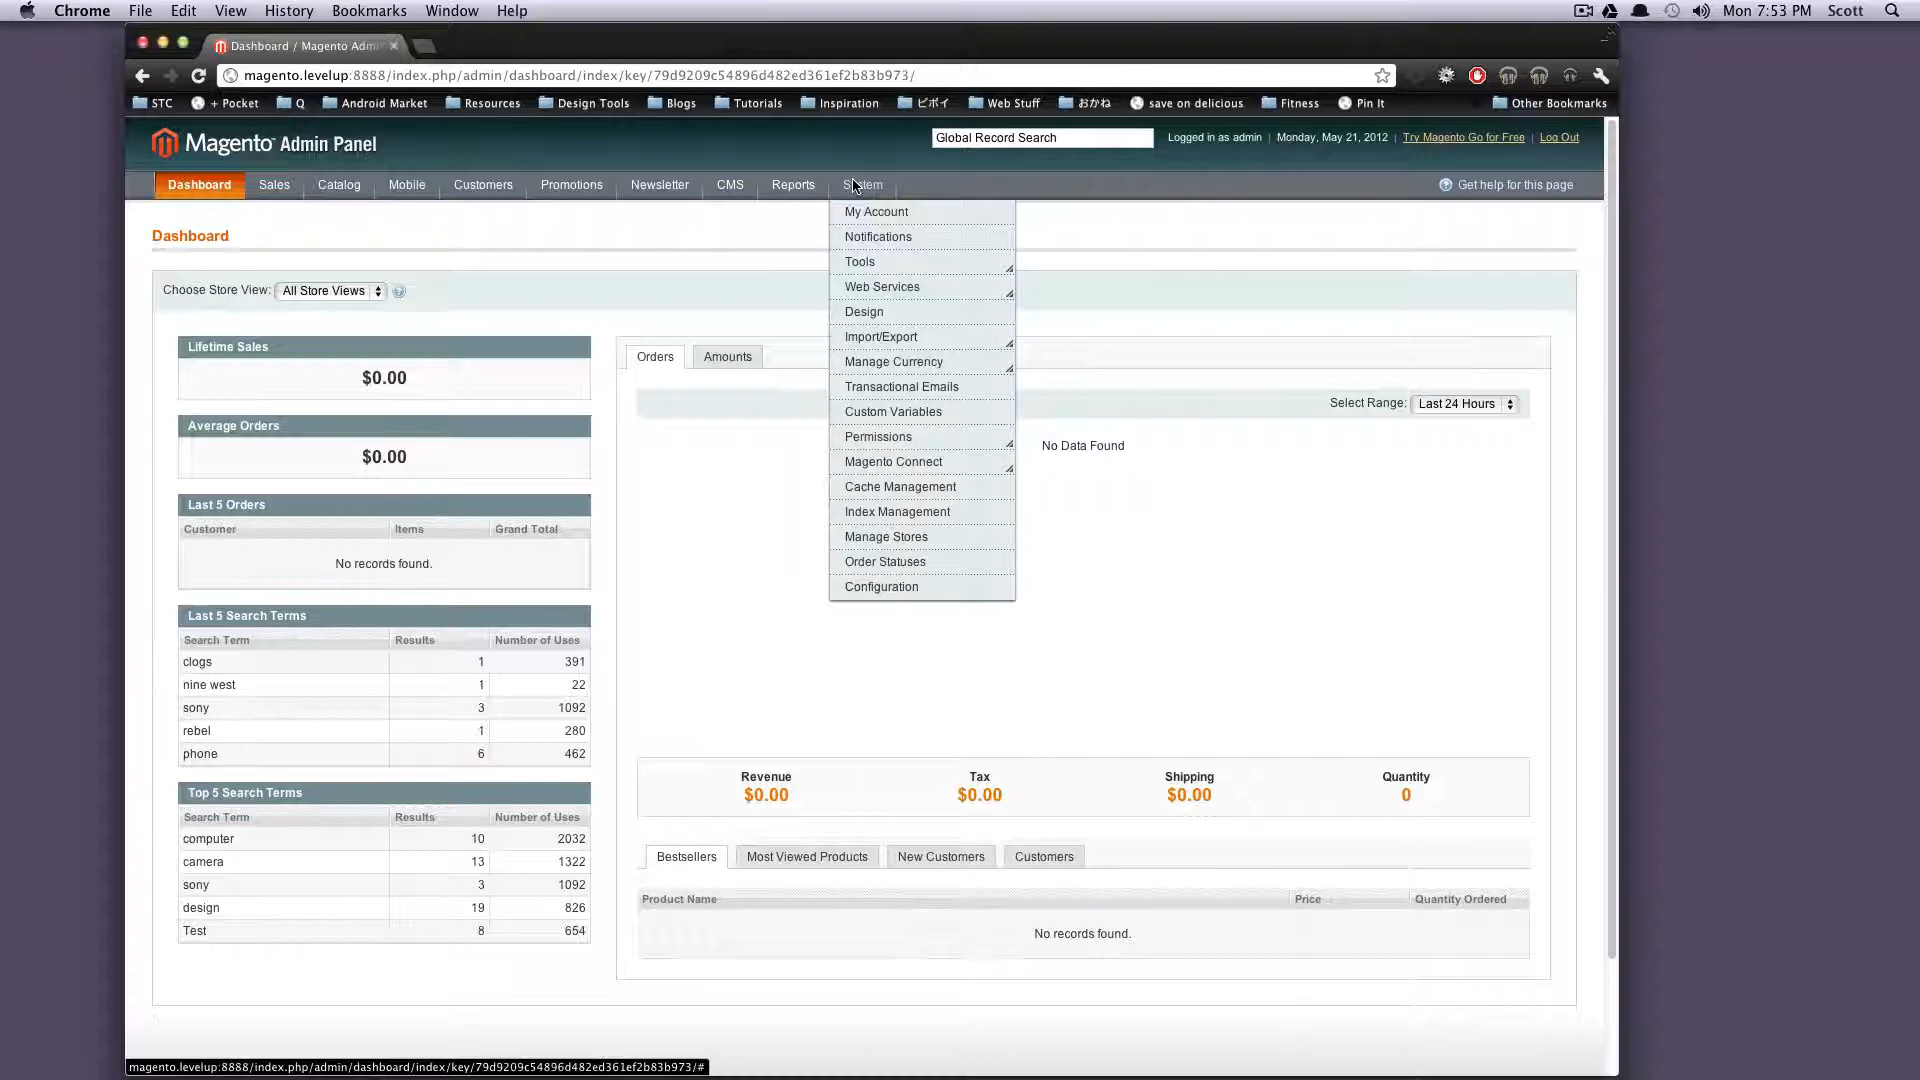 Chrome File Edit View History Bookmarks Window Help Mon 7:53 PM Scott
Dashboard / Magento Adm
magento.levelup:8888/index.php/admin/dashboard/index/key/79d9209c54896d482ed361ef2b83b973/
STC + Pocket Q Android Market Resources Design Tools Blogs Tutorials Inspiration ビボイ Web Stuff おかね save on delicious Fitness Pin It Other Bookmarks
Magento Admin Panel Global Record Search Logged in as admin | Monday, May 21, 2012 | Try Magento Go for Free | Log Out
Dashboard Sales Catalog Mobile Customers Promotions Newsletter CMS Reports System Get help for this page
My Account
Notifications
Tools
Web Services
Design
Import/Export
Manage Currency
Transactional Emails
Custom Variables
Permissions
Magento Connect
Cache Management
Index Management
Manage Stores
Order Statuses
Configuration
Dashboard
Choose Store View: All Store Views
Lifetime Sales
$0.00
Average Orders
$0.00
Last 5 Orders
Customer Items Grand Total
No records found.
Last 5 Search Terms
Search Term Results Number of Uses
clogs 1 391
nine west 1 22
sony 3 1092
rebel 1 280
phone 6 462
Top 5 Search Terms
Search Term Results Number of Uses
computer 10 2032
camera 13 1322
sony 3 1092
design 19 826
Test 8 654
Orders Amounts
Select Range: Last 24 Hours
No Data Found
Revenue Tax Shipping Quantity
$0.00 $0.00 $0.00 0
Bestsellers Most Viewed Products New Customers Customers
Product Name Price Quantity Ordered
No records found.
magento.levelup:8888/index.php/admin/dashboard/index/key/79d9209c54896d482ed361ef2b83b973/#